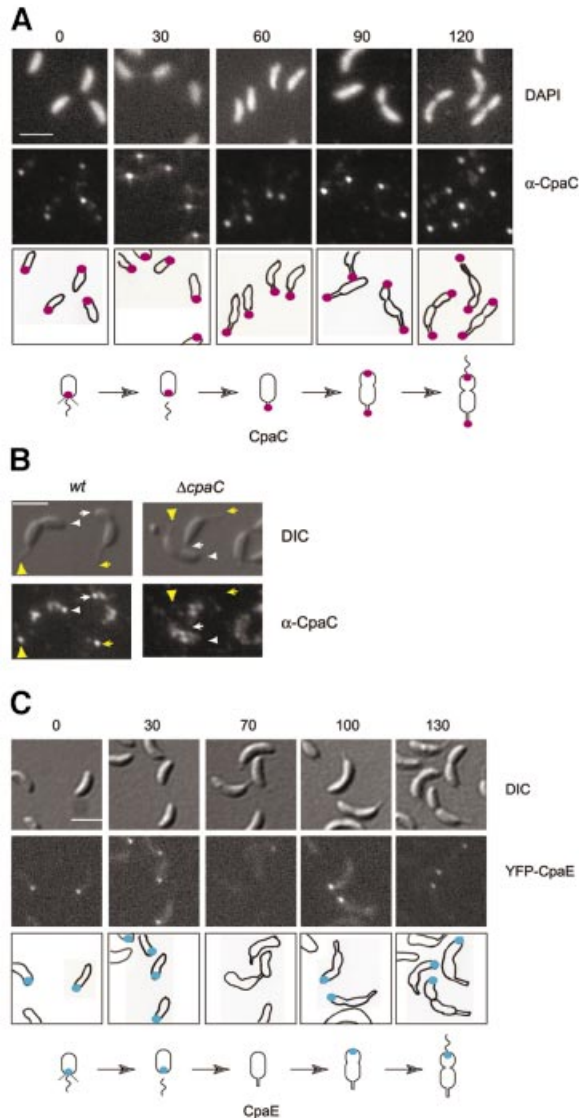 A
0 30 60 90 120
DAPI
α-CpaC
CpaC
B
wt ΔcpaC
DIC
α-CpaC
C
0 30 70 100 130
DIC
YFP-CpaE
CpaE